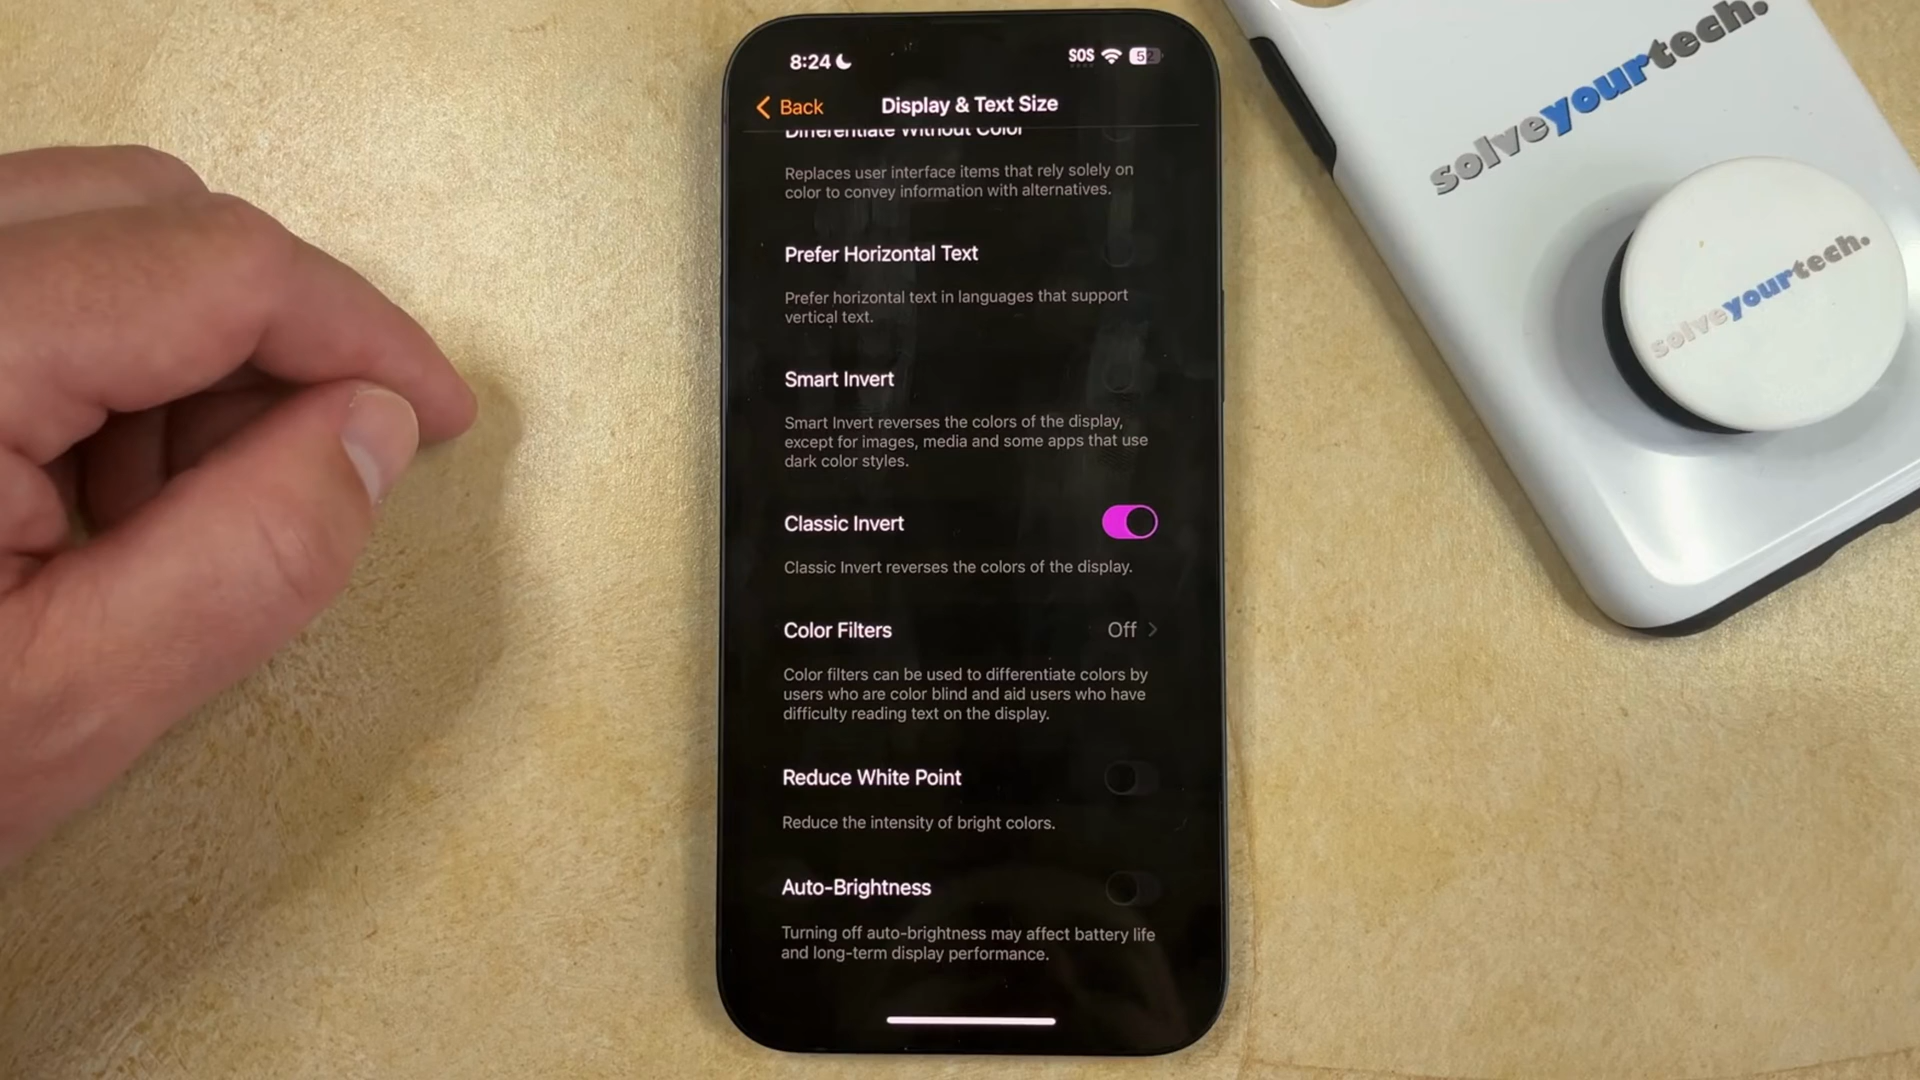 8:24
SOS
52
Back
Display & Text Size
Differentiate Without Color
Replaces user interface items that rely solely on
color to convey information with alternatives.
Prefer Horizontal Text
Prefer horizontal text in languages that support
vertical text.
Smart Invert
Smart Invert reverses the colors of the display,
except for images, media and some apps that use
dark color styles.
Classic Invert
Classic Invert reverses the colors of the display.
Color Filters
Off
Color filters can be used to differentiate colors by
users who are color blind and aid users who have
difficulty reading text on the display.
Reduce White Point
Reduce the intensity of bright colors.
Auto-Brightness
Turning off auto-brightness may affect battery life
and long-term display performance.
solveyourtech.
solveyourtech.